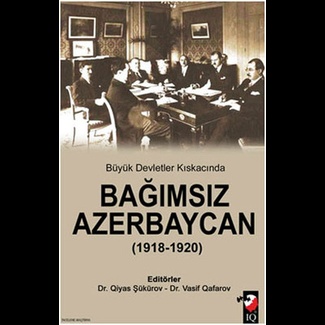 Büyük Devletler Kıskacında
BAĞIMSIZ
AZERBAYCAN
(1918-1920)
Editörler
Dr. Qiyas Şükürov - Dr. Vasif Qafarov
IQ